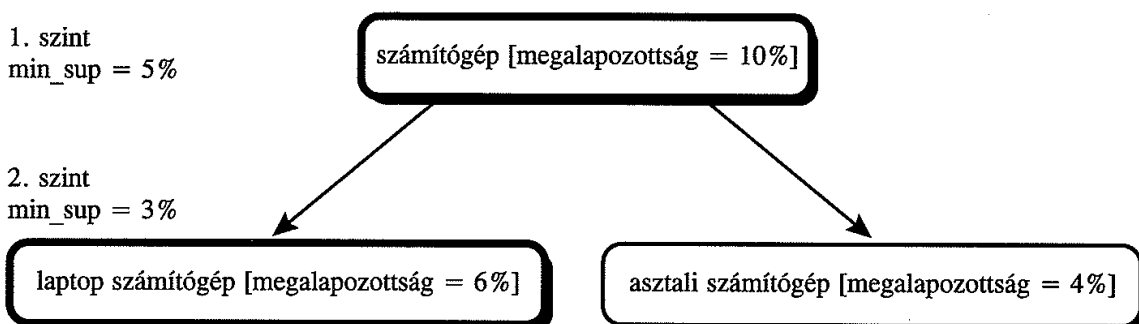 1. szint
min_sup = 5%
számítógép [megalapozottság = 10%]
2. szint
min_sup = 3%
laptop számítógép [megalapozottság = 6%]
asztali számítógép [megalapozottság = 4%]